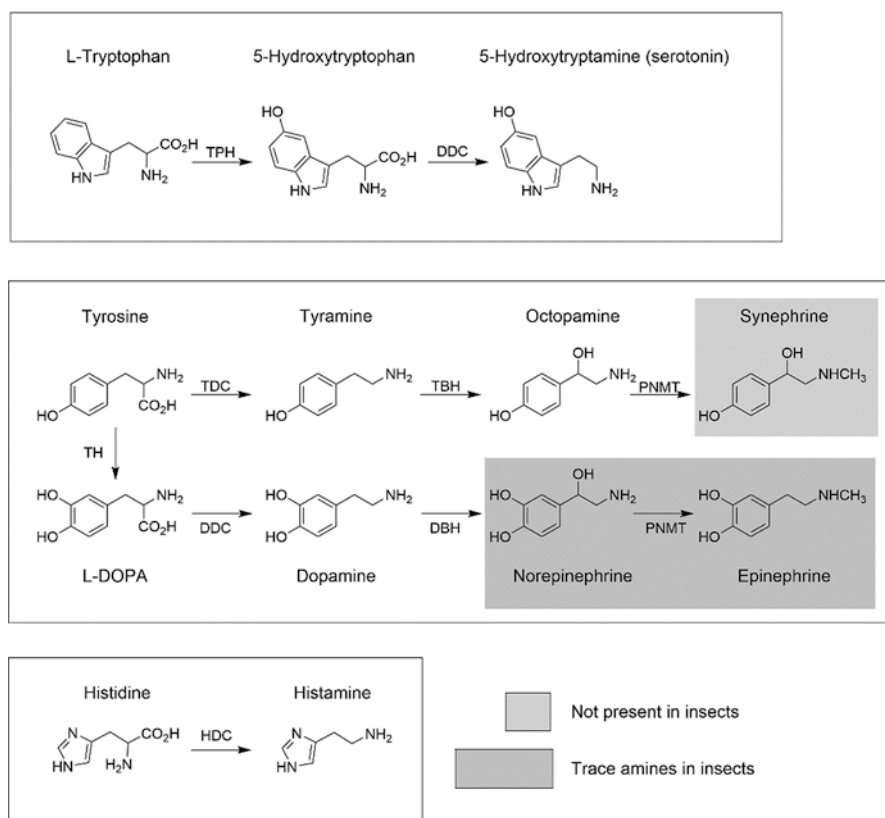 L-Tryptophan 5-Hydroxytryptophan 5-Hydroxytryptamine (serotonin)
HO HO
CO₂H TPH CO₂H DDC
HN NH₂ HN NH₂ HN NH₂
Tyrosine Tyramine Octopamine Synephrine
OH OH
NH₂ TDC NH₂ TBH NH₂ PNMT NHCH₃
HO CO₂H HO HO HO
TH
OH
HO NH₂ HO NH₂ HO NH₂ NHCH₃ HO
HO CO₂H DDC HO DBH HO PNMT HO
L-DOPA Dopamine Norepinephrine Epinephrine
Histidine Histamine
N CO₂H HDC N NH₂
HN H₂N HN
Not present in insects
Trace amines in insects